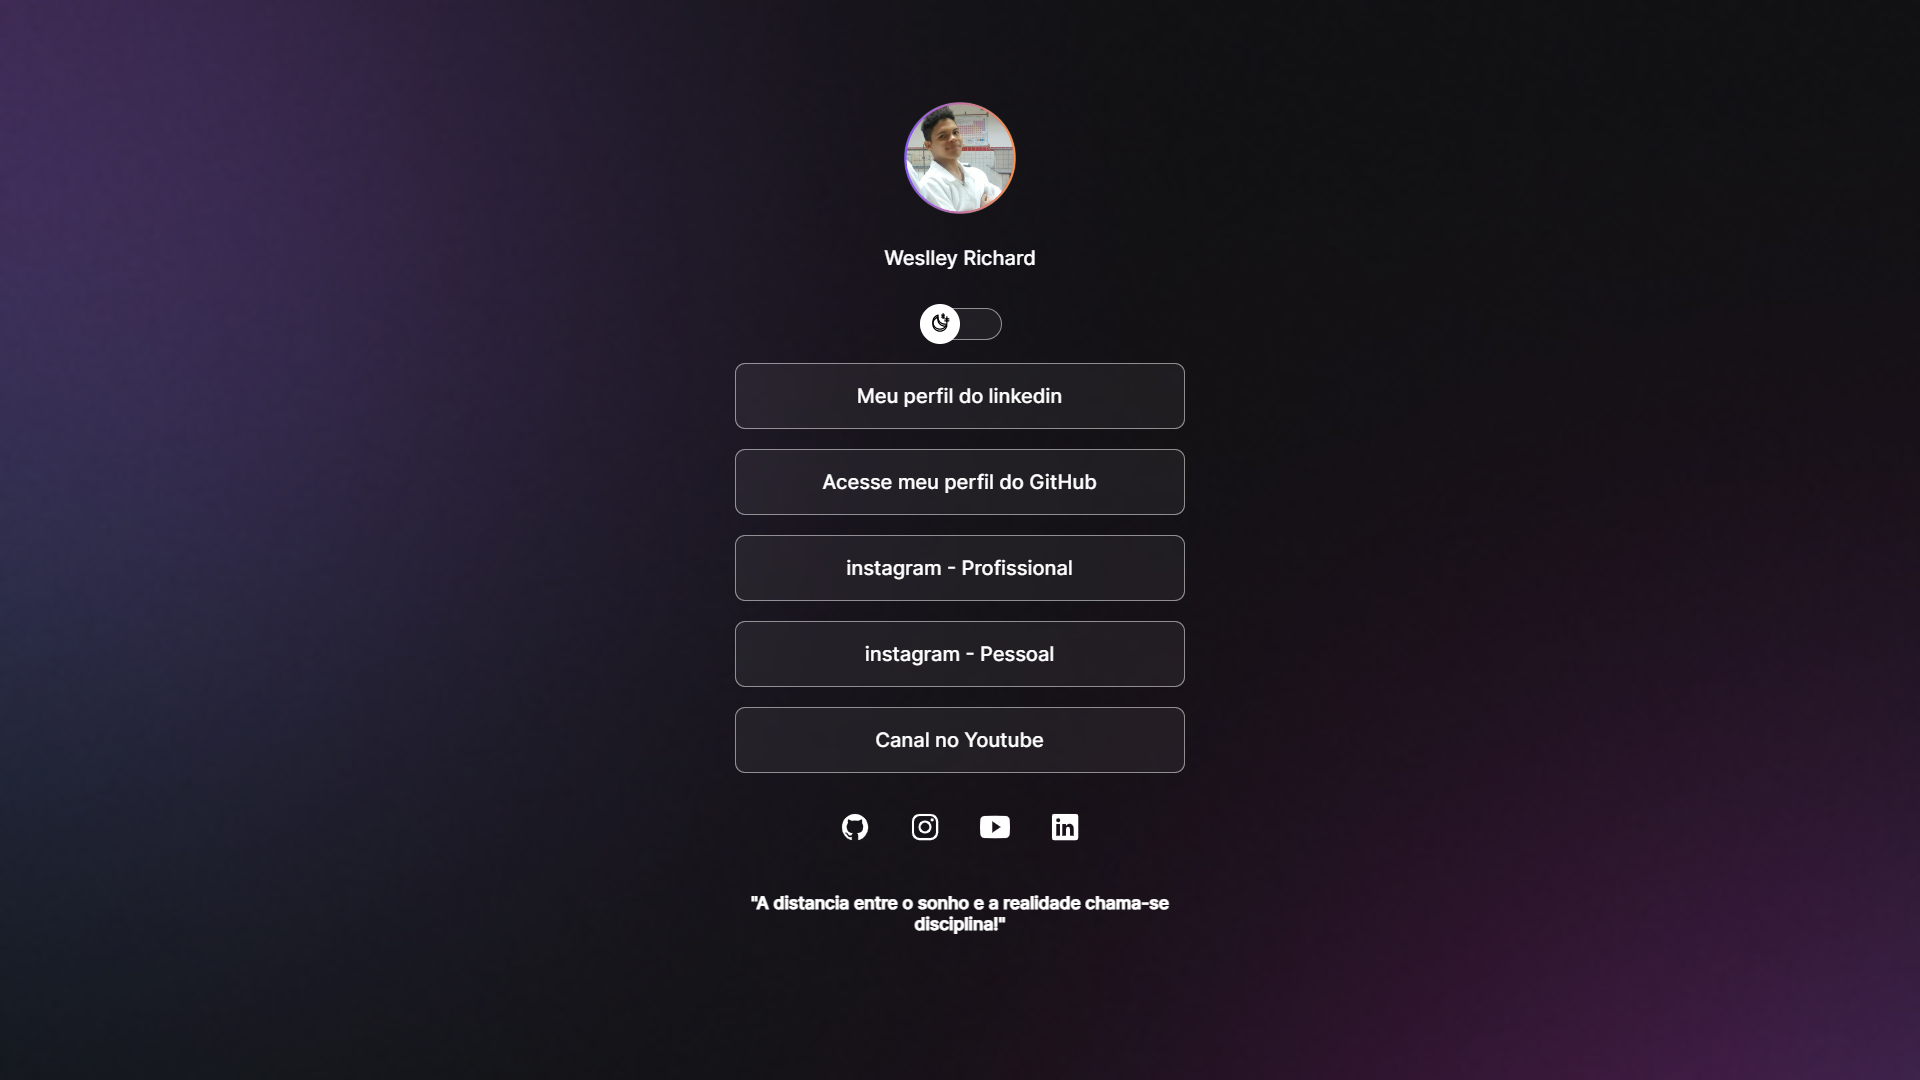 Weslley Richard
Meu perfil do linkedin
Acesse meu perfil do GitHub
instagram - Profissional
instagram - Pessoal
Canal no Youtube
in
"A distancia entre o sonho e a realidade chama-se
disciplina!"